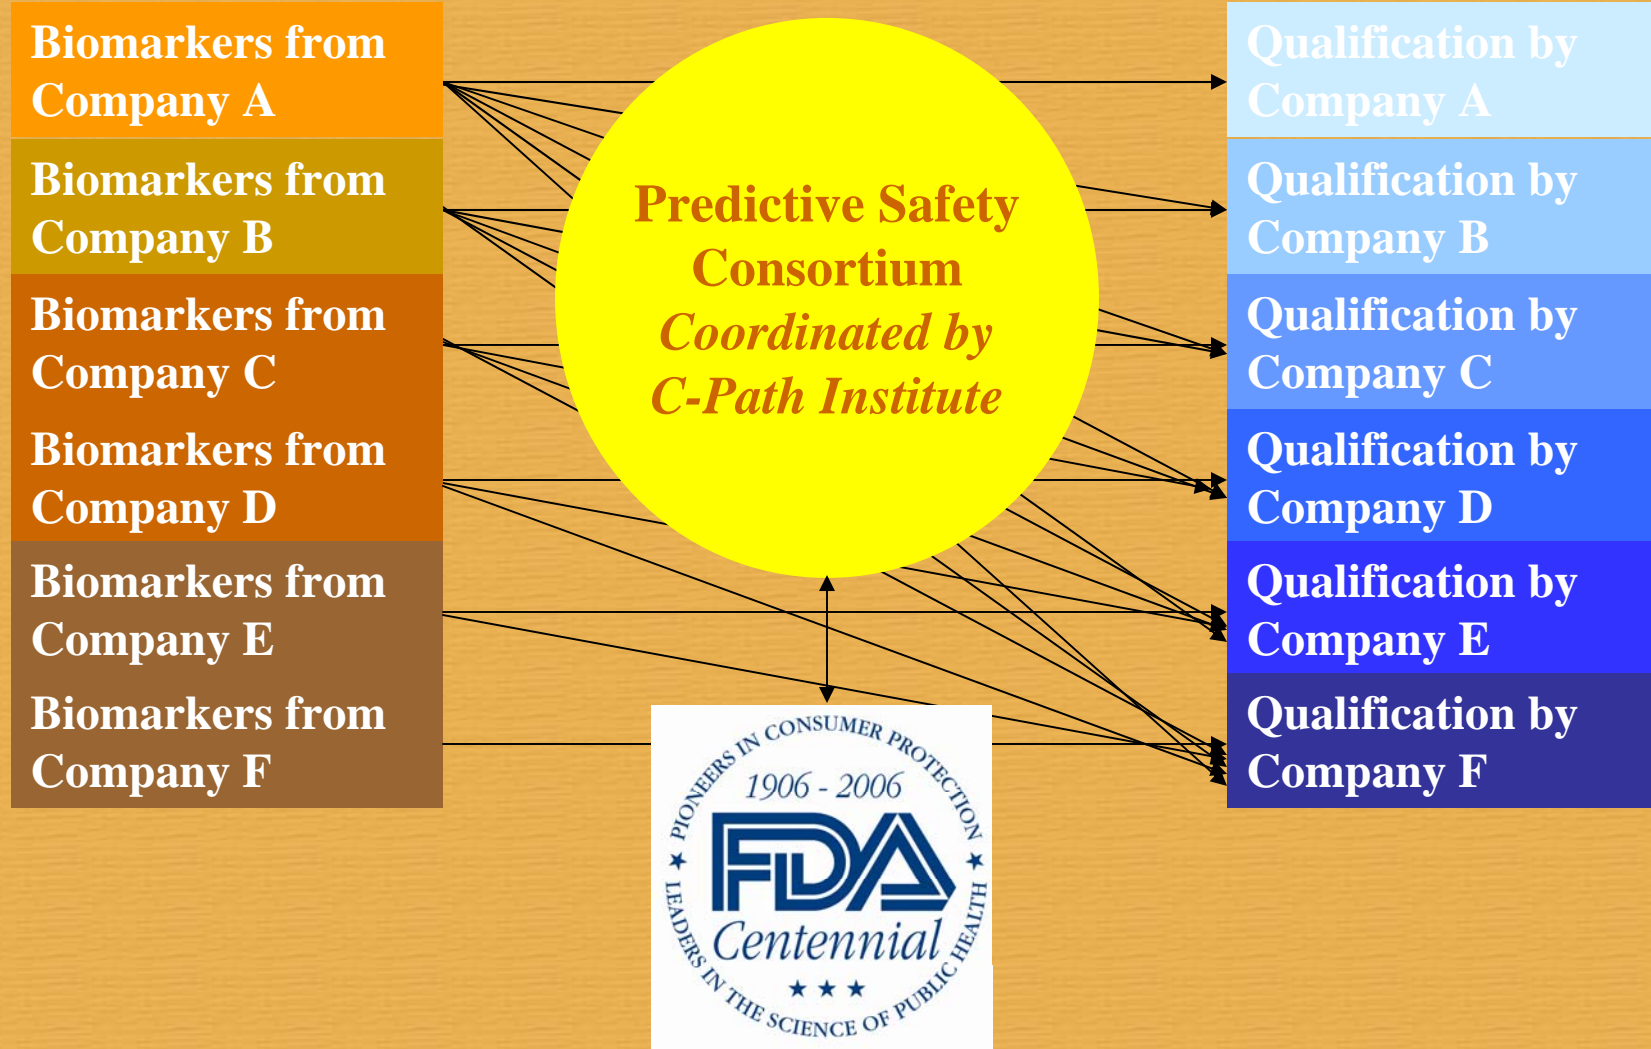 Biomarkers from
Company A
Biomarkers from
Company B
Biomarkers from
Company C
Biomarkers from
Company D
Biomarkers from
Company E
Biomarkers from
Company F
Predictive Safety
Consortium
Coordinated by
C-Path Institute
Qualification by
Company A
Qualification by
Company B
Qualification by
Company C
Qualification by
Company D
Qualification by
Company E
Qualification by
Company F
PIONEERS IN CONSUMER PROTECTION
1906 - 2006
FDA
Centennial
LEADERS IN THE SCIENCE OF PUBLIC HEALTH